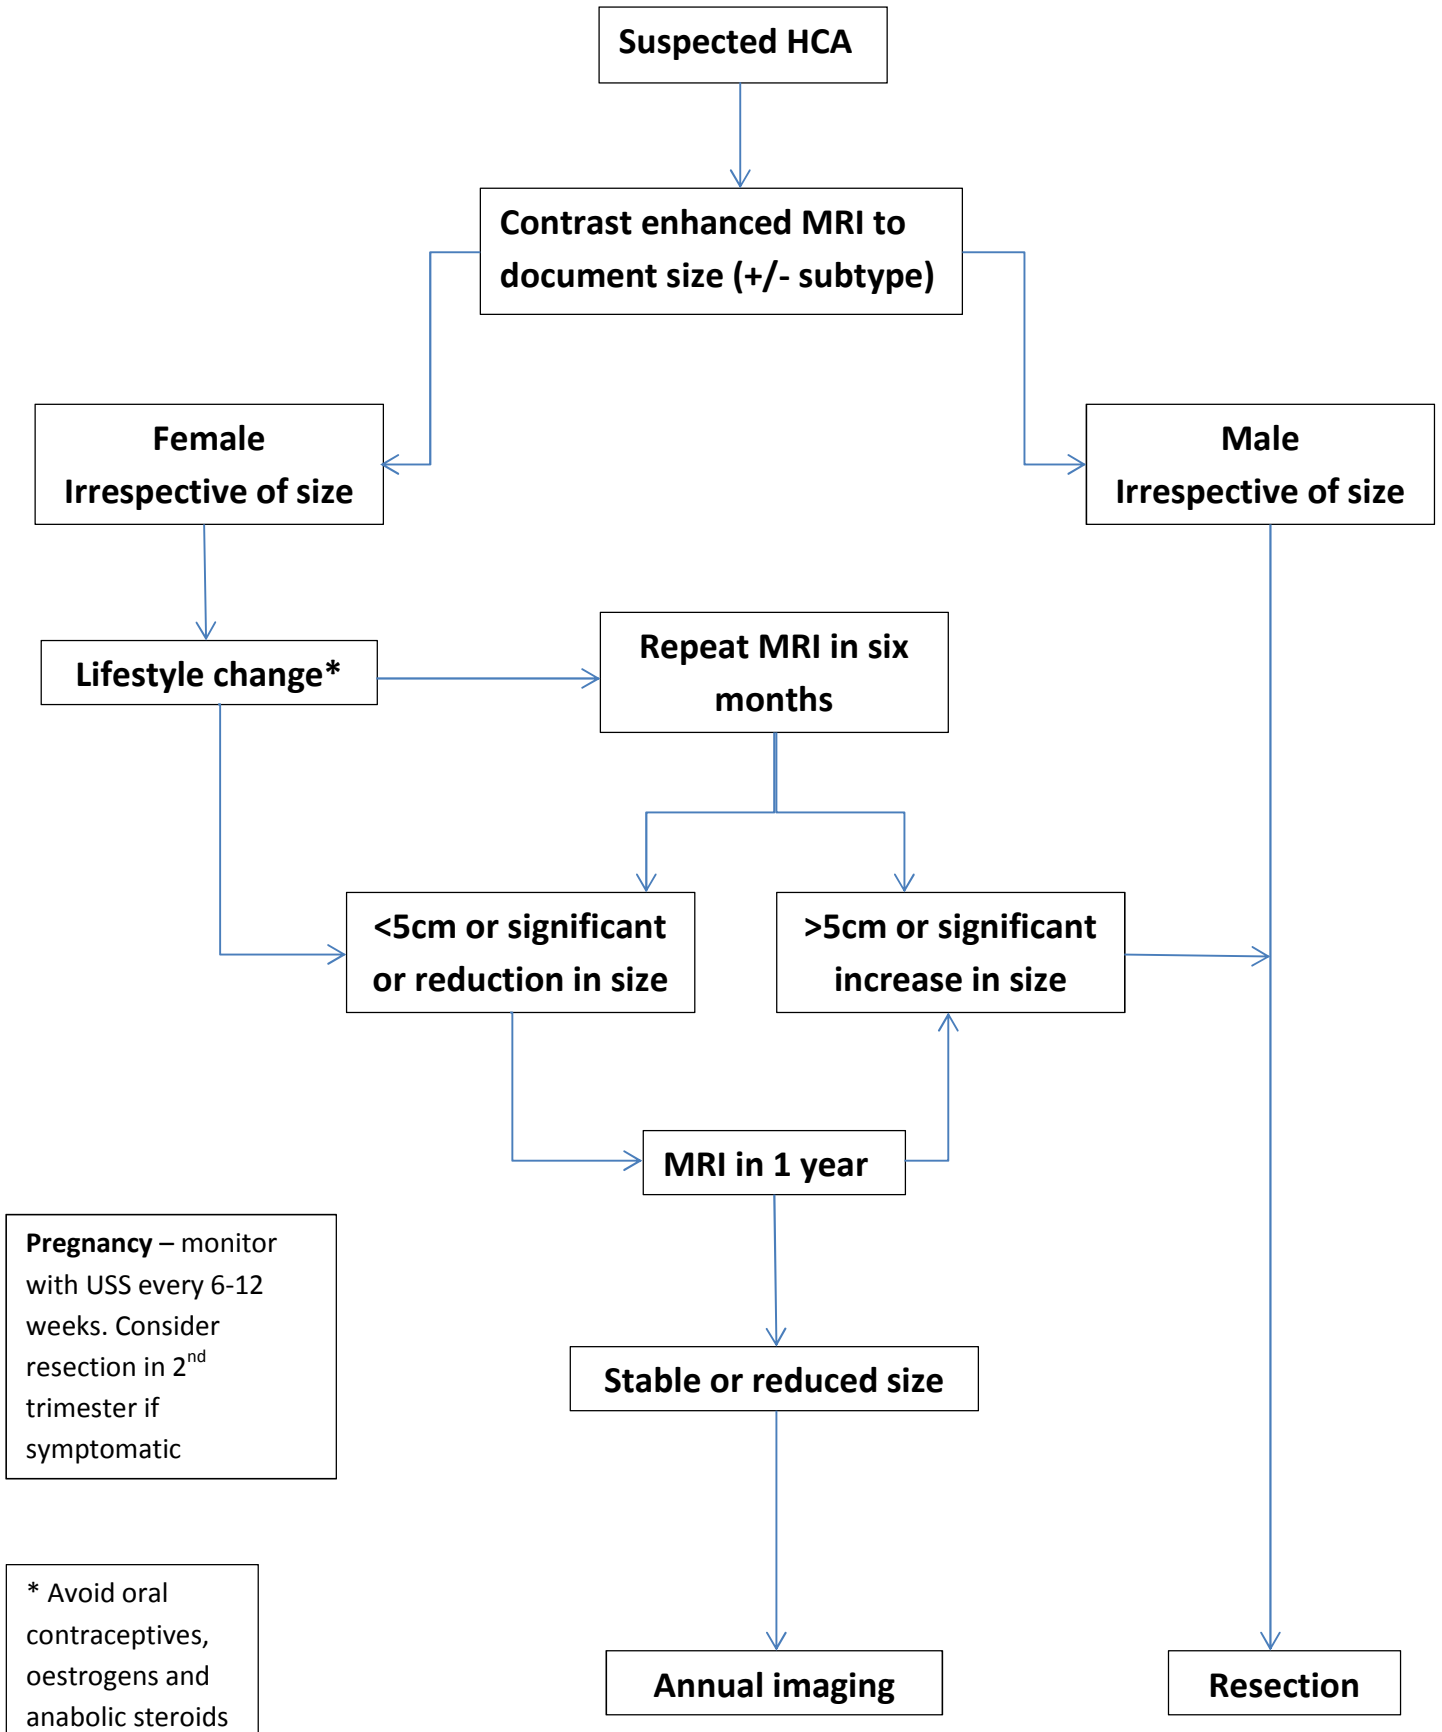 Suspected HCA
Contrast enhanced MRI to
document size (+/- subtype)
Female
Irrespective of size
Male
Irrespective of size
Lifestyle change*
Repeat MRI in six
months
<5cm or significant
or reduction in size
>5cm or significant
increase in size
MRI in 1 year
Pregnancy – monitor
with USS every 6-12
weeks. Consider
resection in 2nd
trimester if
symptomatic
Stable or reduced size
* Avoid oral
contraceptives,
oestrogens and
anabolic steroids
Annual imaging
Resection